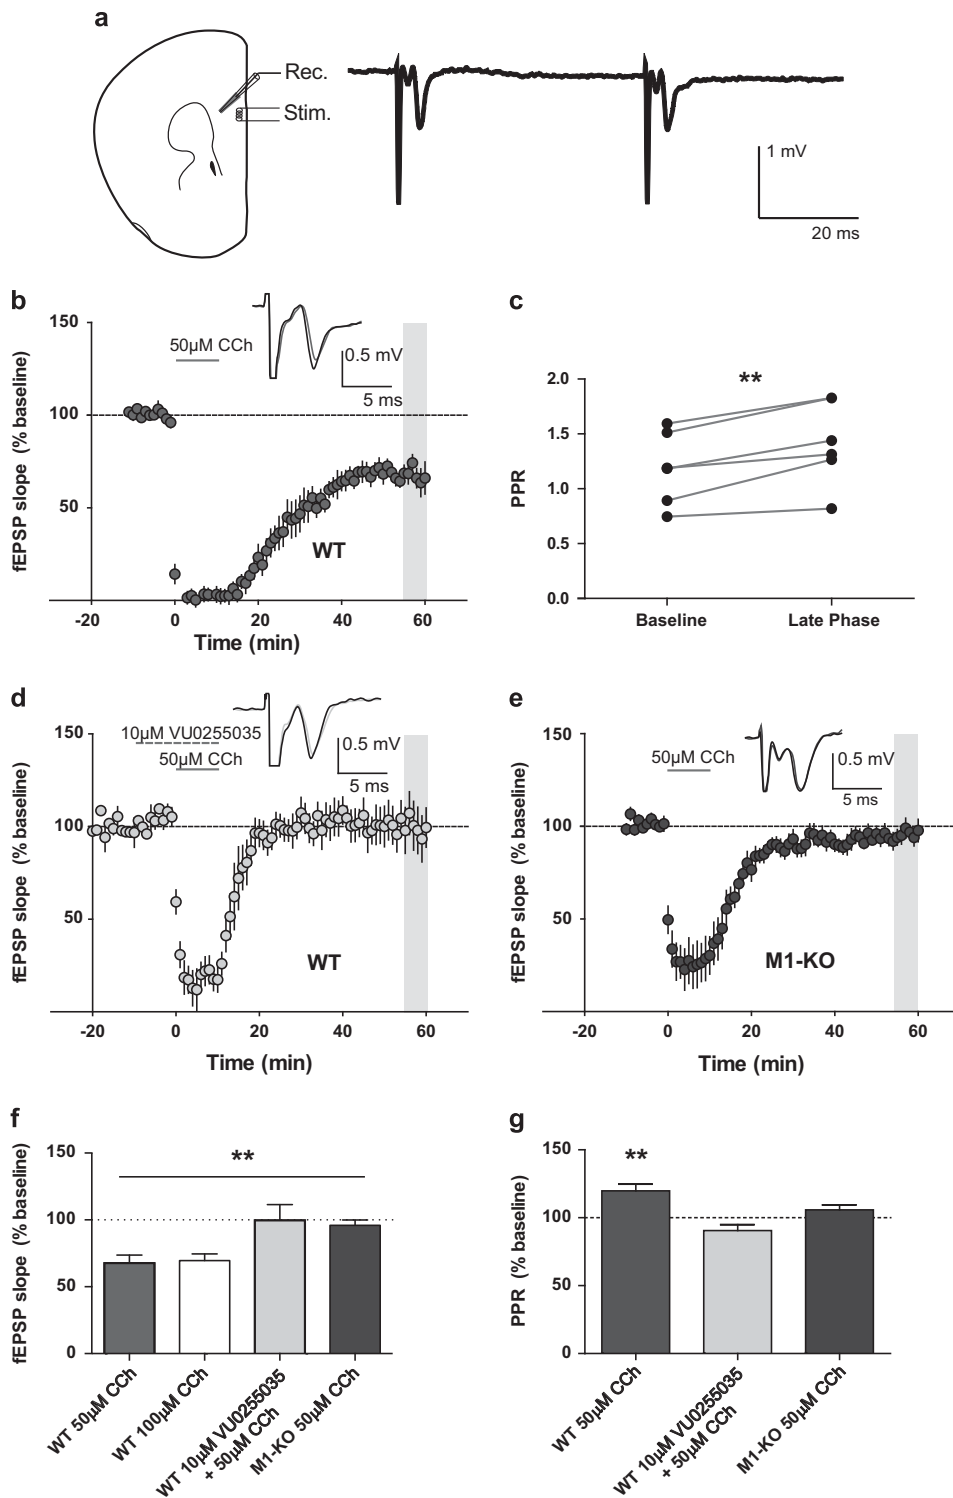 a
Rec.
Stim.
1 mV
20 ms
b
fEPSP slope (% baseline)
150
100
50
50µM CCh
0.5 mV
5 ms
WT
-20
0
20
40
60
Time (min)
c
PPR
2.0
1.5
1.0
0.5
0.0
**
Baseline
Late Phase
d
fEPSP slope (% baseline)
150
100
50
10µM VU0255035
50µM CCh
0.5 mV
5 ms
WT
-20
0
20
40
60
Time (min)
e
fEPSP slope (% baseline)
150
100
50
50µM CCh
0.5 mV
5 ms
M1-KO
-20
0
20
40
60
Time (min)
f
fEPSP slope (% baseline)
150
100
50
0
**
WT 50µM CCh
WT 100µM CCh
WT 10µM VU0255035
+ 50µM CCh
M1-KO 50µM CCh
g
PPR (% baseline)
150
100
50
0
**
WT 50µM CCh
WT 10µM VU0255035
+ 50µM CCh
M1-KO 50µM CCh